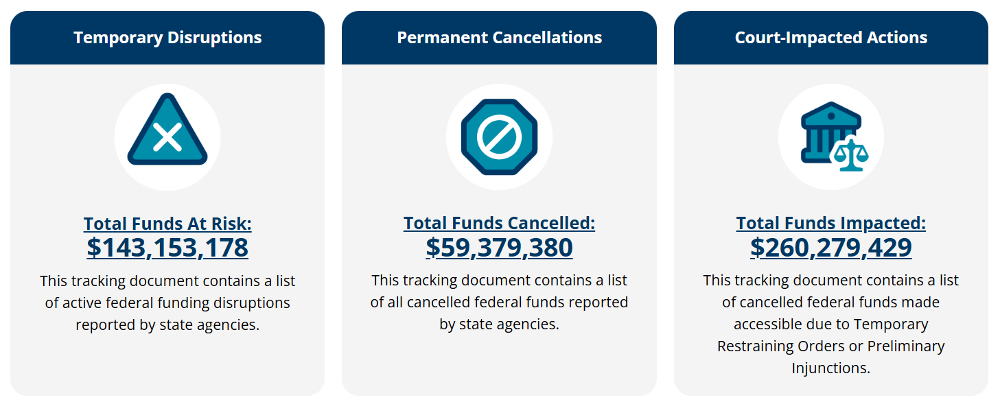 Temporary Disruptions
Total Funds At Risk:
$143,153,178
This tracking document contains a list
of active federal funding disruptions
reported by state agencies.
Permanent Cancellations
Total Funds Cancelled:
$59,379,380
This tracking document contains a list
of all cancelled federal funds reported
by state agencies.
Court-Impacted Actions
Total Funds Impacted:
$260,279,429
This tracking document contains a list
of cancelled federal funds made
accessible due to Temporary
Restraining Orders or Preliminary
Injunctions.